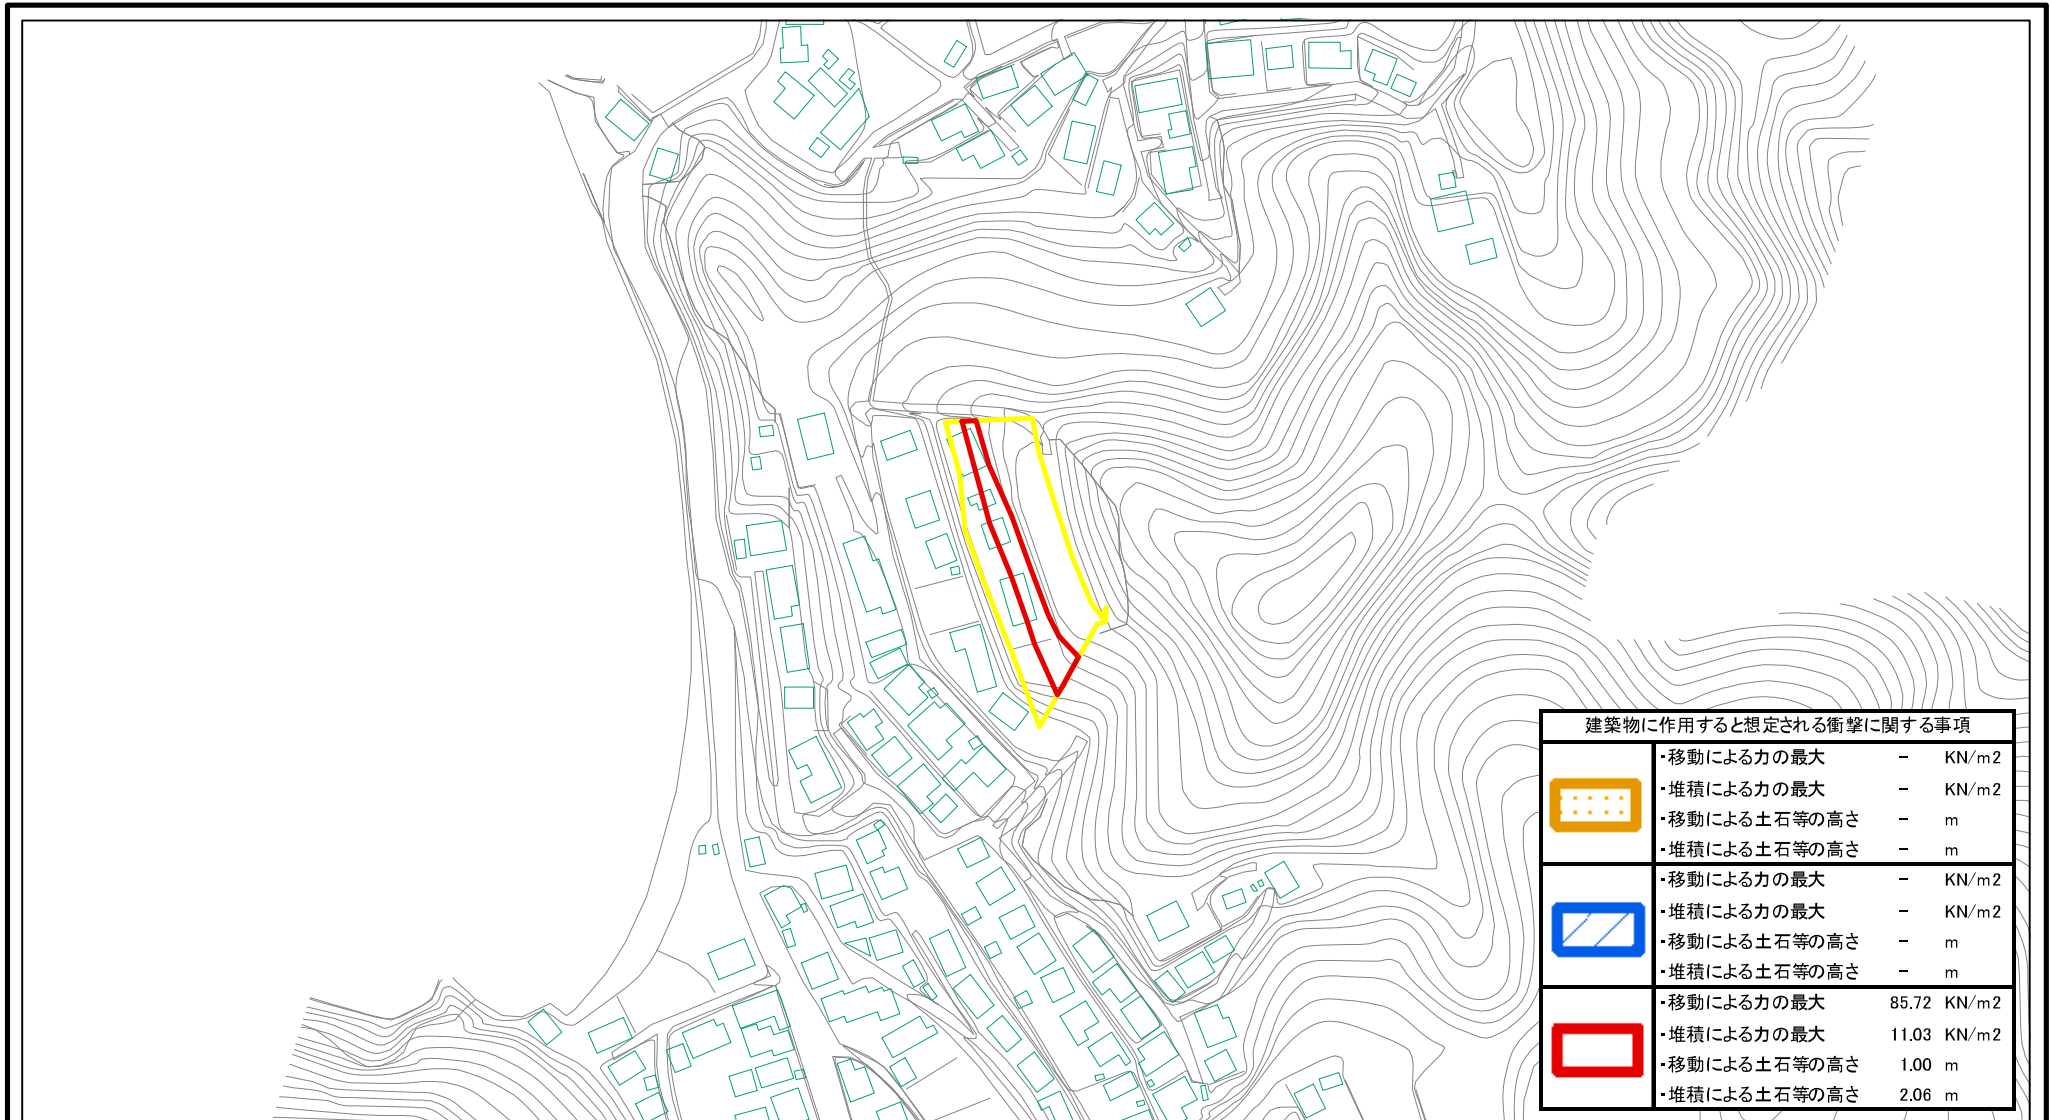 建築物に作用すると想定される衝撃に関する事項
・移動による力の最大 － KN/m2
・堆積による力の最大 － KN/m2
・移動による土石等の高さ － m
・堆積による土石等の高さ － m
・移動による力の最大 － KN/m2
・堆積による力の最大 － KN/m2
・移動による土石等の高さ － m
・堆積による土石等の高さ － m
・移動による力の最大 85.72 KN/m2
・堆積による力の最大 11.03 KN/m2
・移動による土石等の高さ 1.00 m
・堆積による土石等の高さ 2.06 m